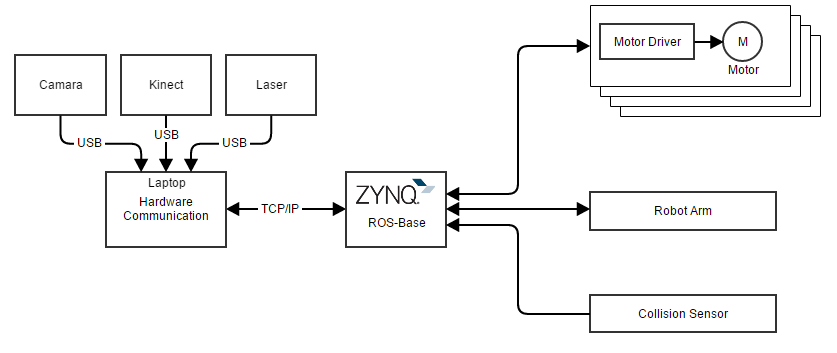 Motor Driver
M
Motor
Camara
Kinect
Laser
USB
USB
USB
Laptop
Hardware
Communication
TCP/IP
ZYNQ
ROS-Base
Robot Arm
Collision Sensor